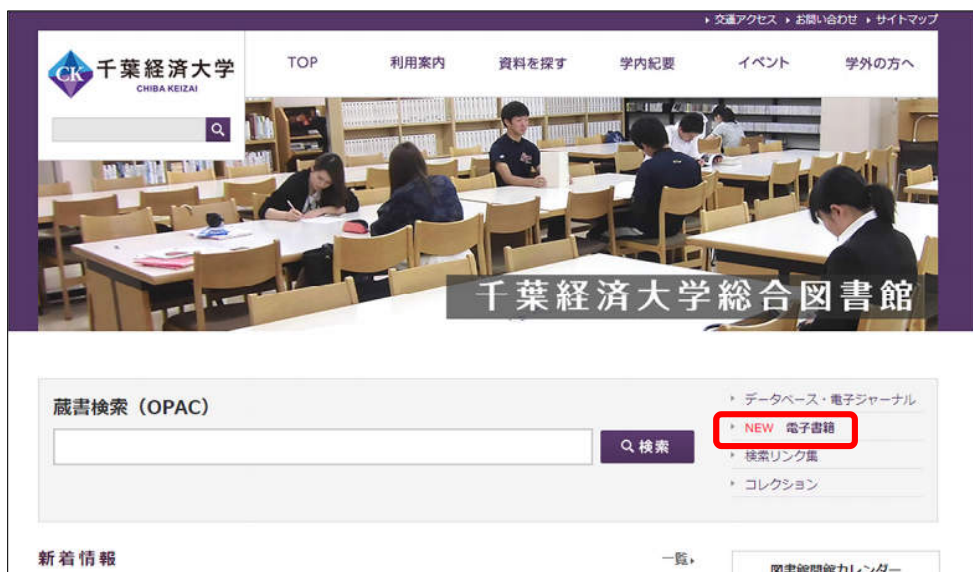 交通アクセス お問い合わせ サイトマップ
CK 千葉経済大学
CHIBA KEIZAI
TOP 利用案内 資料を探す 学内紀要 イベント 学外の方へ
千葉経済大学総合図書館
蔵書検索（OPAC）
検索
データベース・電子ジャーナル
NEW 電子書籍
検索リンク集
コレクション
新着情報 一覧
図書館開館カレンダー